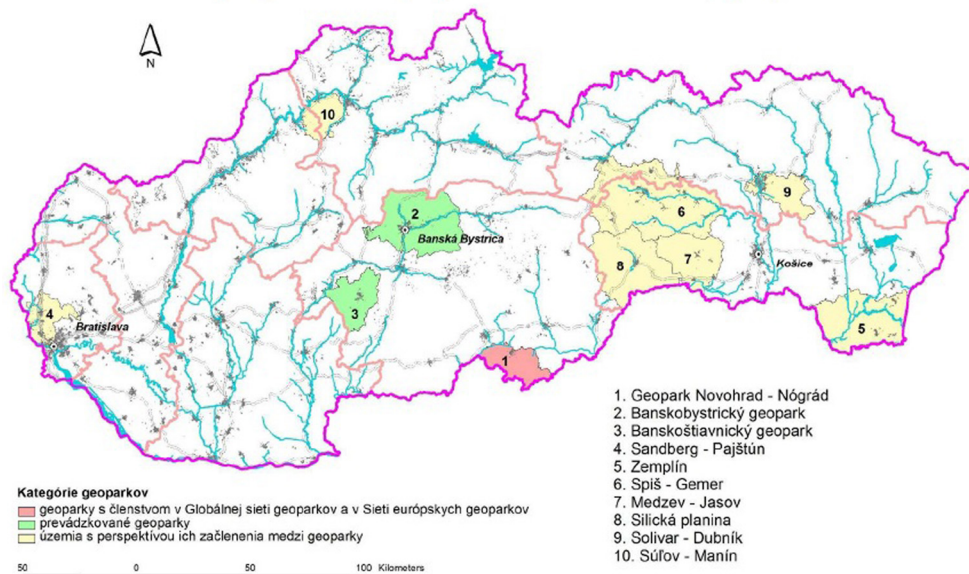 N
10
2
Banská Bystrica
9
6
7
8
Košice
3
4
Bratislava
5
1
1. Geopark Novohrad - Nógrád
2. Banskobystrický geopark
3. Banskoštiavnický geopark
4. Sandberg - Pajštún
5. Zemplín
6. Spiš - Gemer
7. Medzev - Jasov
8. Silická planina
9. Solivar - Dubník
10. Súľov - Manín
Kategórie geoparkov
geoparky s členstvom v Globálnej sieti geoparkov a v Sieti európskych geoparkov
prevádzkované geoparky
územia s perspektívou ich začlenenia medzi geoparky
50 0 50 100 Kilometers